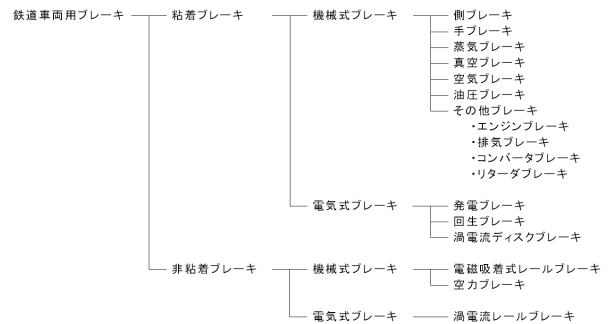 鉄道車両用ブレーキ 粘着ブレーキ 機械式ブレーキ 側ブレーキ
手ブレーキ
蒸気ブレーキ
真空ブレーキ
空気ブレーキ
油圧ブレーキ
その他ブレーキ
・エンジンブレーキ
・排気ブレーキ
・コンバータブレーキ
・リターダブレーキ
電気式ブレーキ 発電ブレーキ
回生ブレーキ
渦電流ディスクブレーキ
非粘着ブレーキ 機械式ブレーキ 電磁吸着式レールブレーキ
空力ブレーキ
電気式ブレーキ 渦電流レールブレーキ